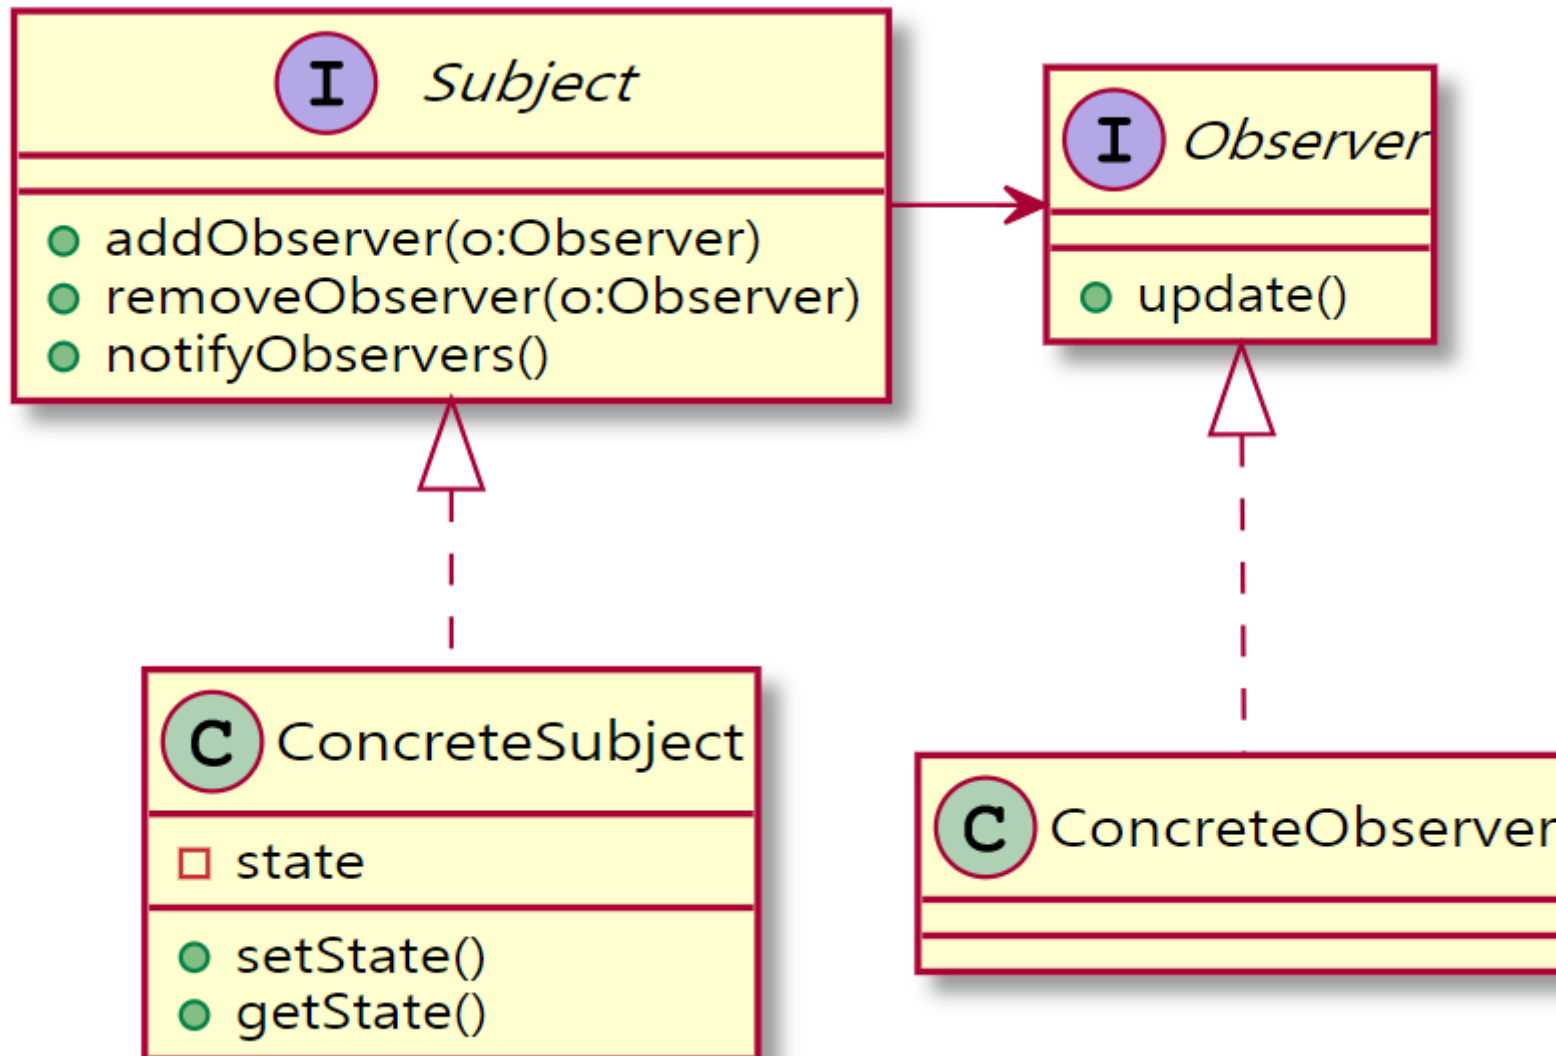 I Subject
addObserver(o:Observer)
removeObserver(o:Observer)
notifyObservers()
I Observer
update()
C ConcreteSubject
state
setState()
getState()
C ConcreteObserver